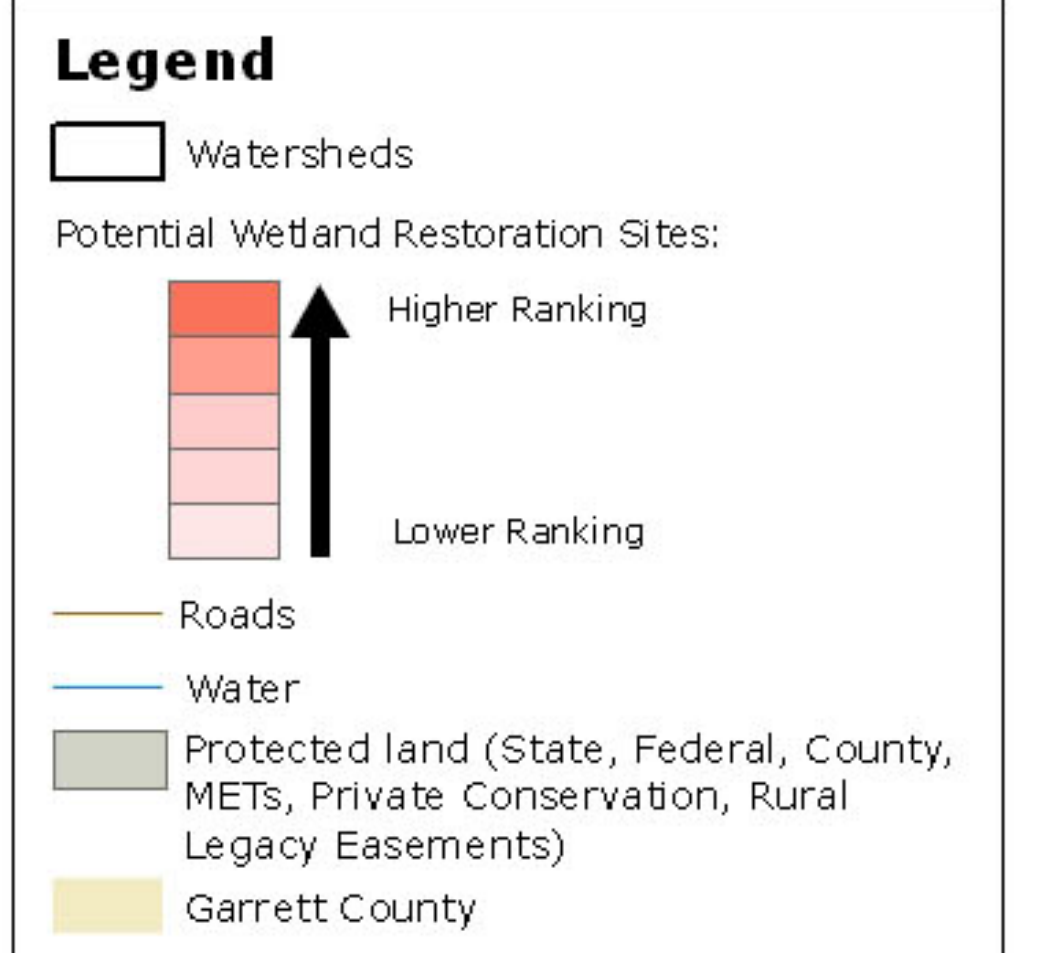 Legend
Watersheds
Potential Wetland Restoration Sites:
Higher Ranking
Lower Ranking
Roads
Water
Protected land (State, Federal, County,
METs, Private Conservation, Rural
Legacy Easements)
Garrett County